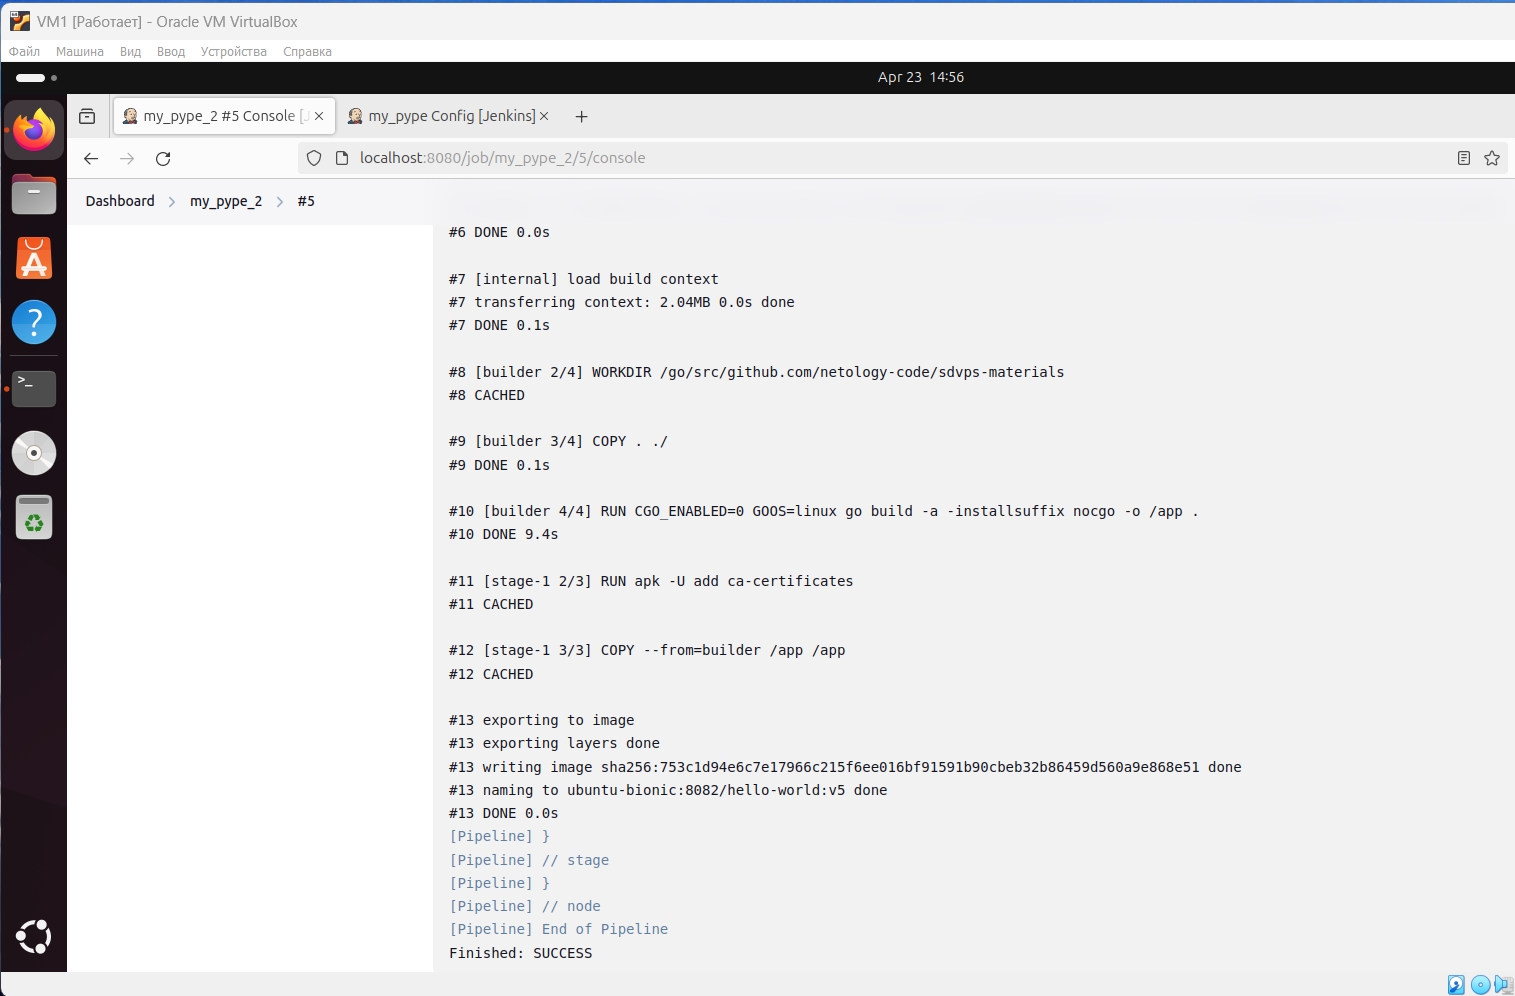 VM1 [Работает] - Oracle VM VirtualBox
Файл Машина Вид Ввод Устройства Справка
Apr 23 14:56
my_pype_2 #5 Console [J
my_pype Config [Jenkins]
localhost:8080/job/my_pype_2/5/console
Dashboard > my_pype_2 > #5
#6 DONE 0.0s
#7 [internal] load build context
#7 transferring context: 2.04MB 0.0s done
#7 DONE 0.1s
#8 [builder 2/4] WORKDIR /go/src/github.com/netology-code/sdvps-materials
#8 CACHED
#9 [builder 3/4] COPY . ./
#9 DONE 0.1s
#10 [builder 4/4] RUN CGO_ENABLED=0 GOOS=linux go build -a -installsuffix nocgo -o /app .
#10 DONE 9.4s
#11 [stage-1 2/3] RUN apk -U add ca-certificates
#11 CACHED
#12 [stage-1 3/3] COPY --from=builder /app /app
#12 CACHED
#13 exporting to image
#13 exporting layers done
#13 writing image sha256:753c1d94e6c7e17966c215f6ee016bf91591b90cbeb32b86459d560a9e868e51 done
#13 naming to ubuntu-bionic:8082/hello-world:v5 done
#13 DONE 0.0s
[Pipeline] }
[Pipeline] // stage
[Pipeline] }
[Pipeline] // node
[Pipeline] End of Pipeline
Finished: SUCCESS